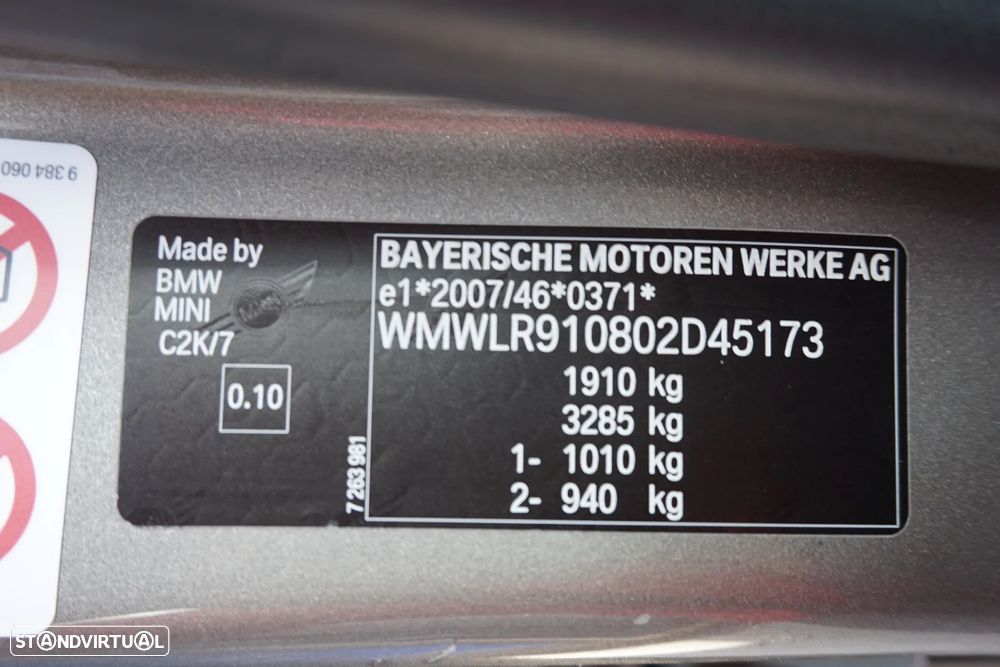 9 384 060
Made by
BMW
MINI
C2K/7
0.10
7 263 961
BAYERISCHE MOTOREN WERKE AG
e1*2007/46*0371*
WMWLR910802D45173
1910 kg
3285 kg
1- 1010 kg
2- 940 kg
STANDVIRTUAL